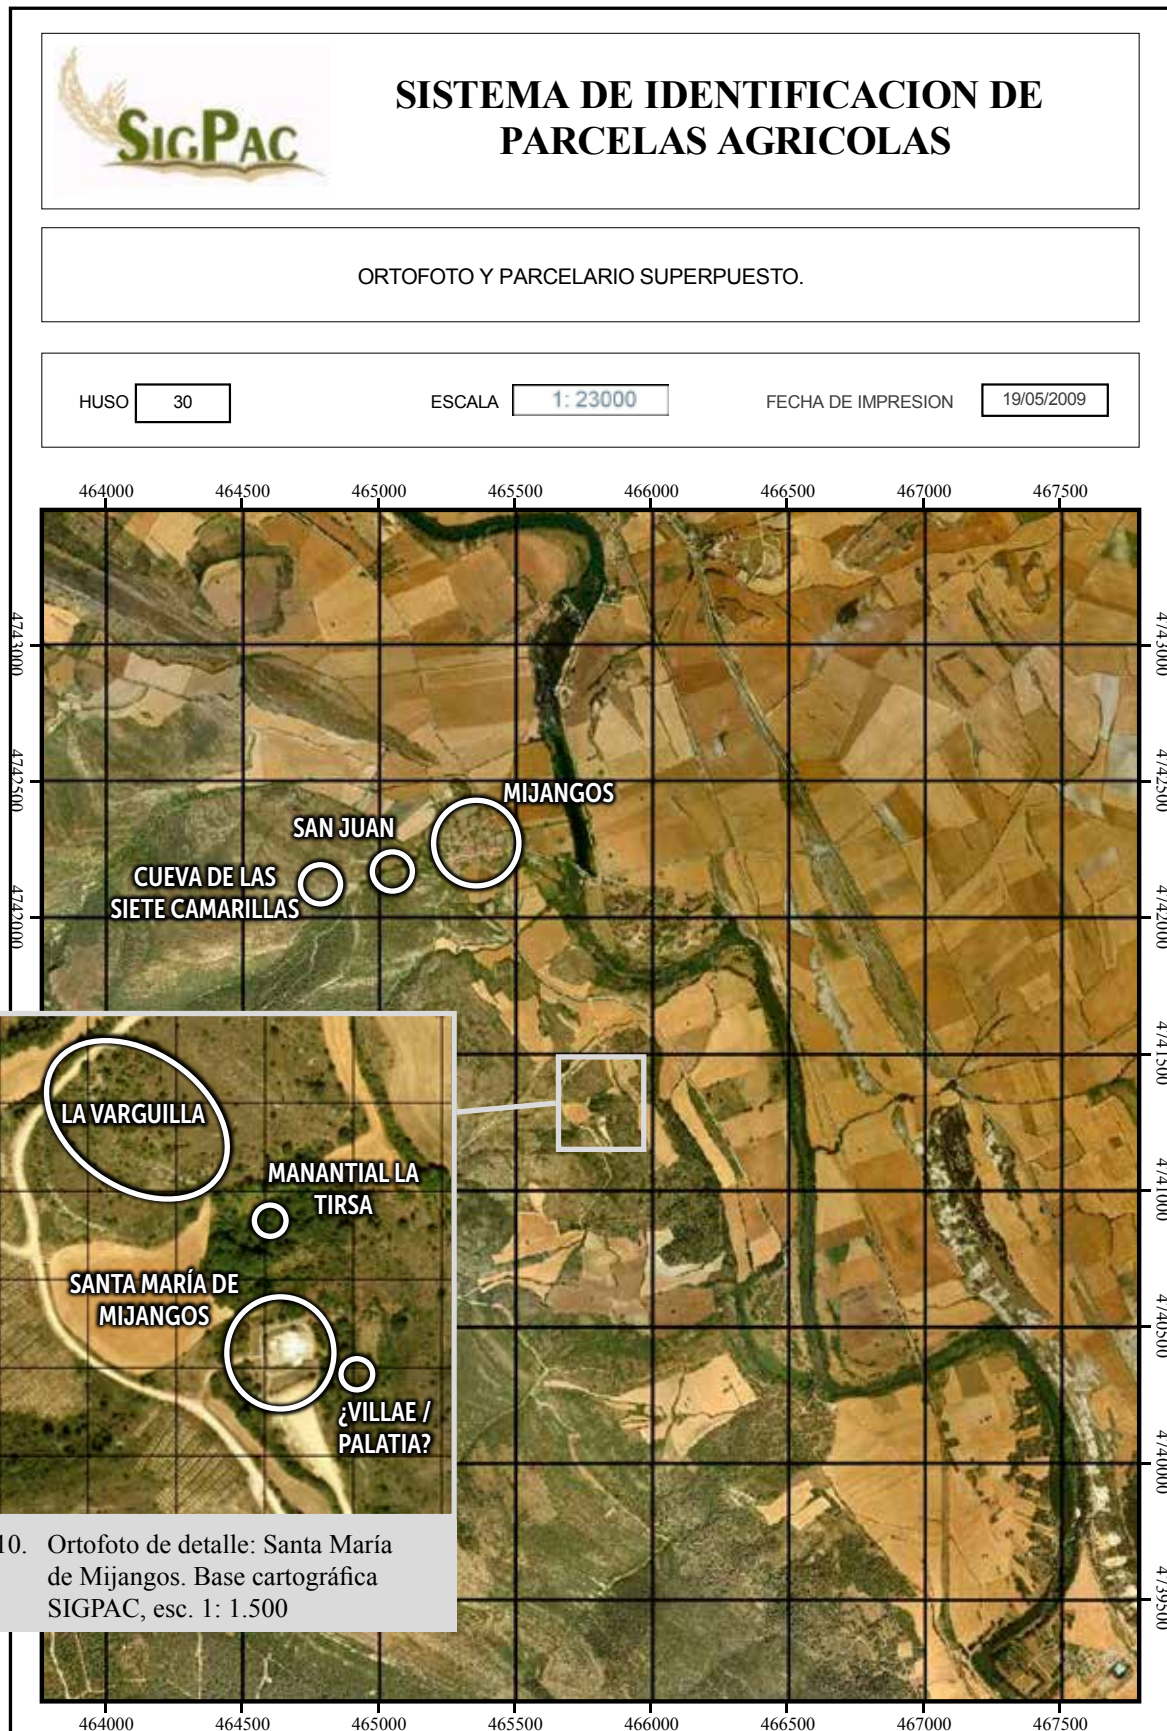 SIGPAC
SISTEMA DE IDENTIFICACION DE
PARCELAS AGRICOLAS
ORTOFOTO Y PARCELARIO SUPERPUESTO.
HUSO 30 ESCALA 1: 23000 FECHA DE IMPRESION 19/05/2009
464000 464500 465000 465500 466000 466500 467000 467500
4743000 4743000
4742500 4742500
MIJANGOS
SAN JUAN
CUEVA DE LAS
SIETE CAMARILLAS
4742000 4742000
4741500
LA VARGUILLA
MANANTIAL LA
TIRSA
4741000
SANTA MARÍA DE
MIJANGOS
4740500
¿VILLAE /
PALATIA?
4740000
10. Ortofoto de detalle: Santa María
de Mijangos. Base cartográfica
SIGPAC, esc. 1: 1.500
4739500
464000 464500 465000 465500 466000 466500 467000 467500